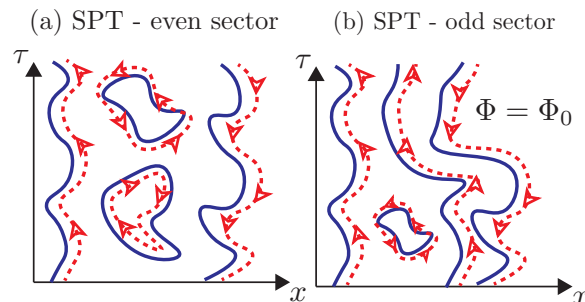 (a) SPT - even sector
(b) SPT - odd sector
τ
τ
Φ = Φ₀
x
x